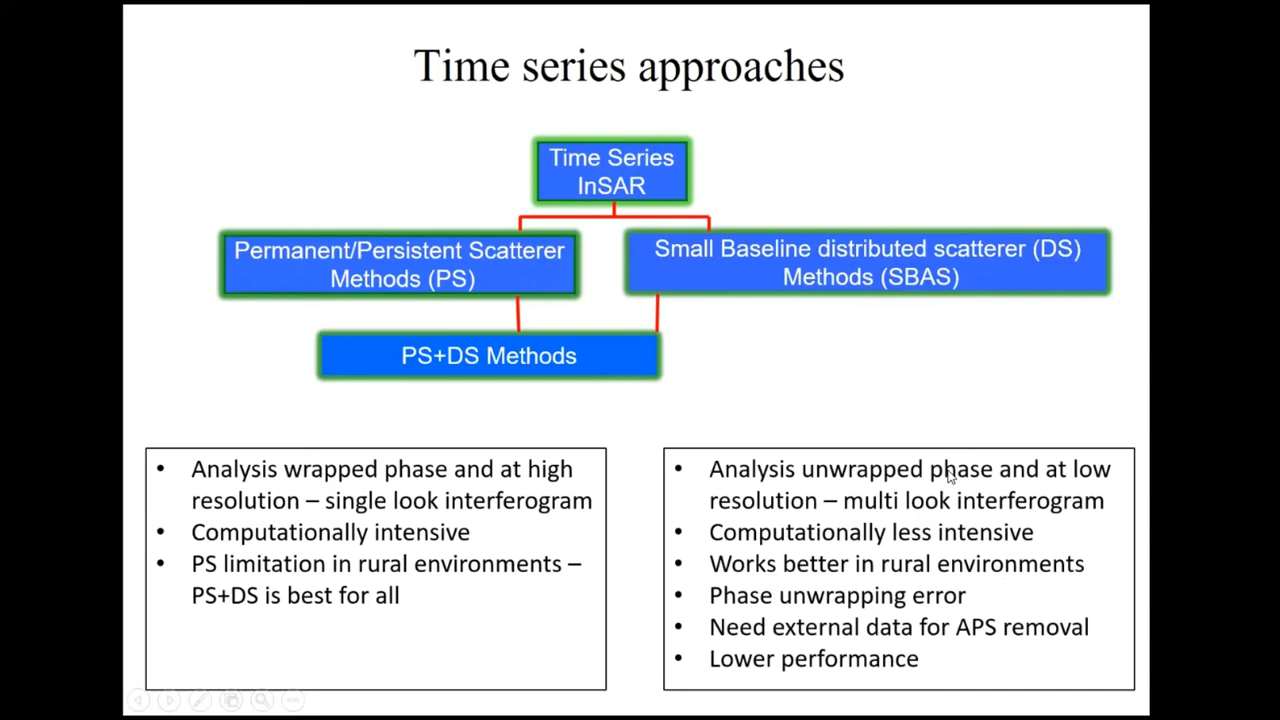 Time series approaches
Time Series
InSAR
Permanent/Persistent Scatterer
Methods (PS)
Small Baseline distributed scatterer (DS)
Methods (SBAS)
PS+DS Methods
• Analysis wrapped phase and at high
resolution – single look interferogram
• Computationally intensive
• PS limitation in rural environments –
PS+DS is best for all
• Analysis unwrapped phase and at low
resolution – multi look interferogram
• Computationally less intensive
• Works better in rural environments
• Phase unwrapping error
• Need external data for APS removal
• Lower performance